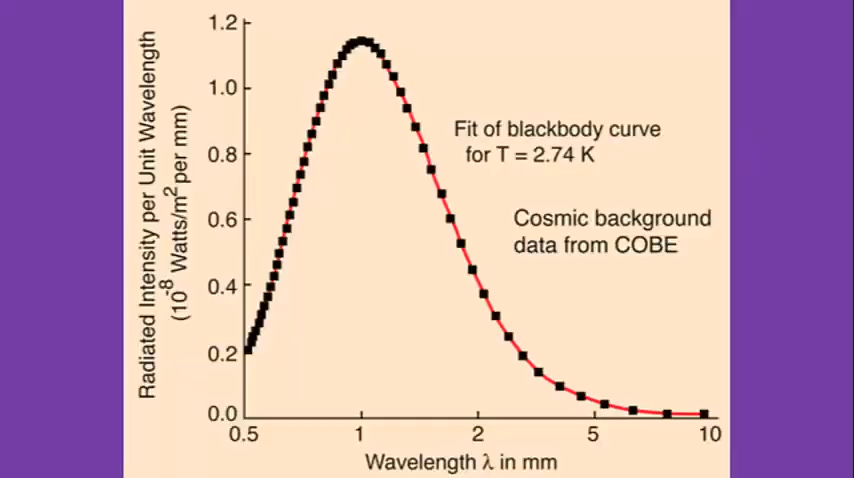 1.2
1.0
0.8
0.6
0.4
0.2
0.0
Radiated Intensity per Unit Wavelength
(10-8 Watts/m2 per mm)
Fit of blackbody curve
for T = 2.74 K
Cosmic background
data from COBE
0.5 1 2 5 10
Wavelength λ in mm